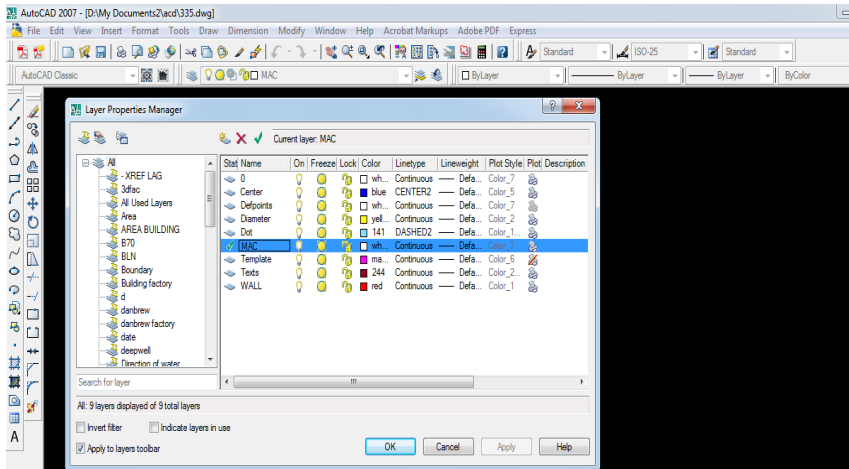 AutoCAD 2007 - [D:\My Documents2\acd\335.dwg]
File Edit View Insert Format Tools Draw Dimension Modify Window Help Acrobat Markups Adobe PDF Express
Standard ISO-25 Standard
AutoCAD Classic MAC ByLayer ByLayer ByLayer ByColor
Layer Properties Manager
Current layer: MAC
Stat Name On Freeze Lock Color Linetype Lineweight Plot Style Plot Description
0 wh... Continuous Defa... Color_7
Center blue CENTER2 Defa... Color_5
Defpoints wh... Continuous Defa... Color_7
Diameter yell... Continuous Defa... Color_2
Dot 141 DASHED2 Defa... Color_1...
MAC wh... Continuous Defa... Color_7
Template ma... Continuous Defa... Color_6
Texts 244 Continuous Defa... Color_2...
WALL red Continuous Defa... Color_1
All
- XREF LAG
3dfac
All Used Layers
Area
AREA BUILDING
B70
BLN
Boundary
Building factory
d
danbrew
danbrew factory
date
deepwell
Direction of water
Search for layer
All: 9 layers displayed of 9 total layers
Invert filter Indicate layers in use
Apply to layers toolbar
OK Cancel Apply Help
A